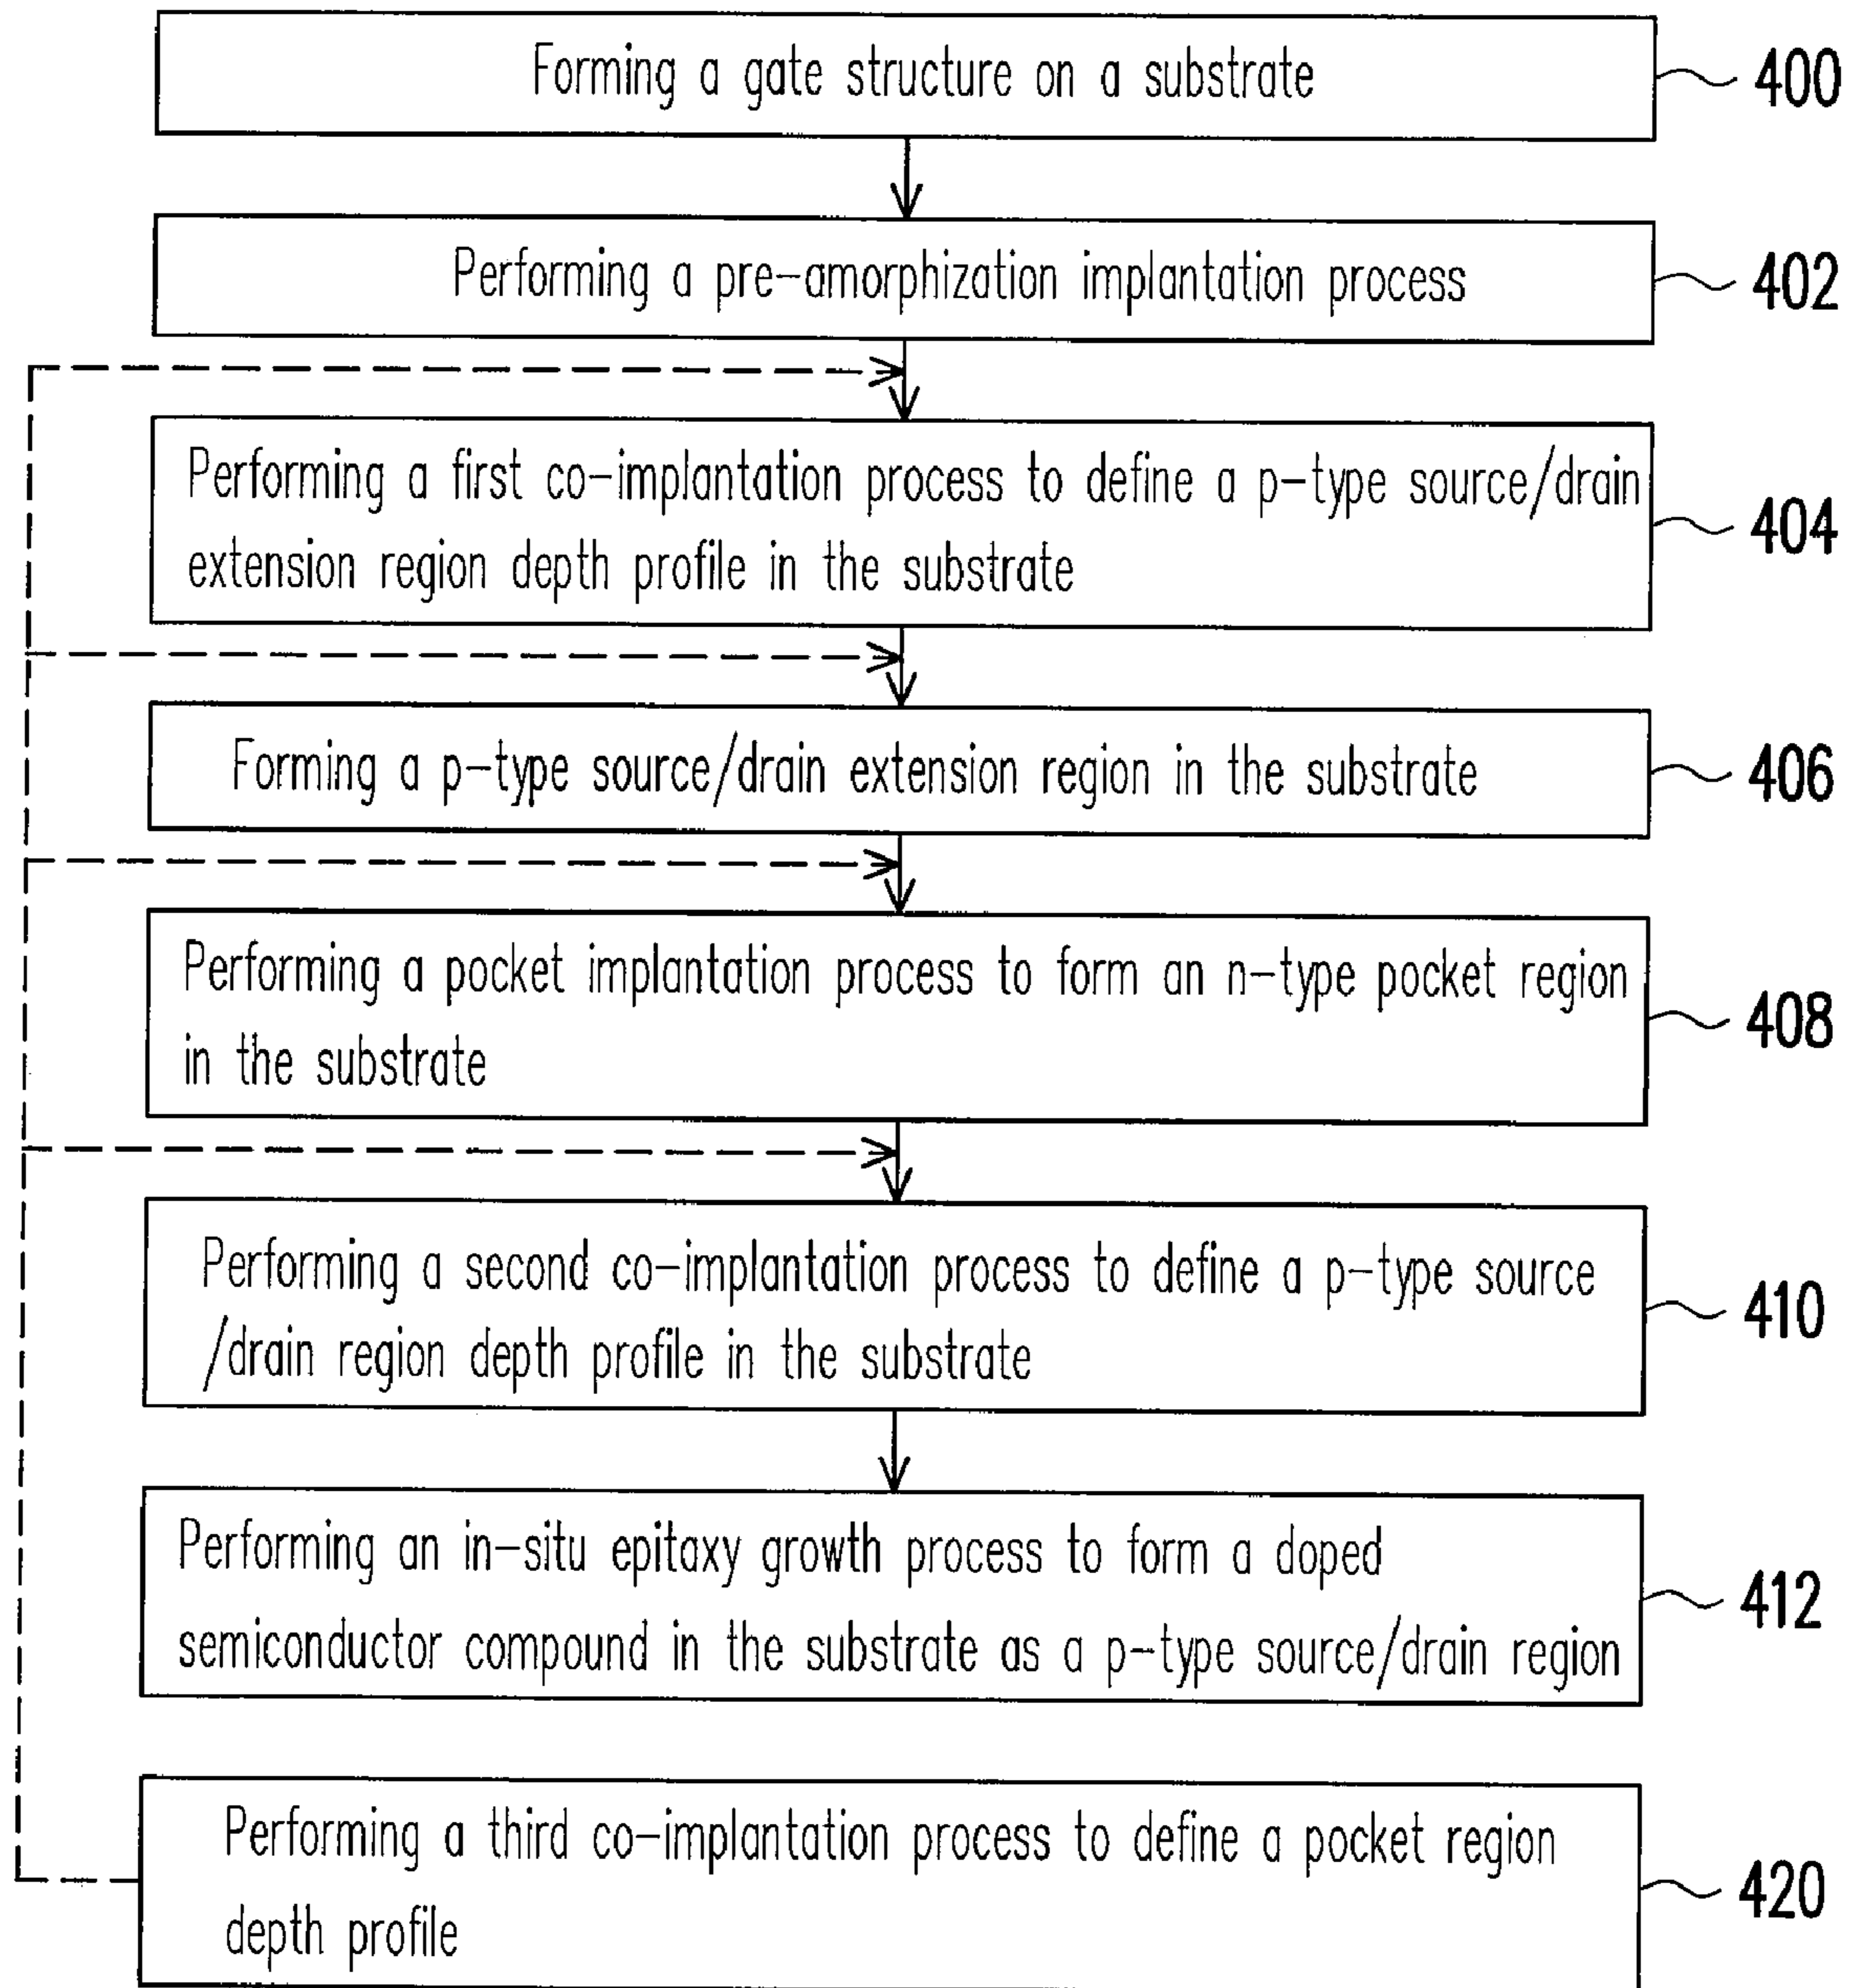 Forming a gate structure on a substrate
400
Performing a pre-amorphization implantation process
402
Performing a first co-implantation process to define a p-type source/drain
extension region depth profile in the substrate
404
Forming a p-type source/drain extension region in the substrate
406
Performing a pocket implantation process to form an n-type pocket region
in the substrate
408
Performing a second co-implantation process to define a p-type source
/drain region depth profile in the substrate
410
Performing an in-situ epitaxy growth process to form a doped
semiconductor compound in the substrate as a p-type source/drain region
412
Performing a third co-implantation process to define a pocket region
depth profile
420